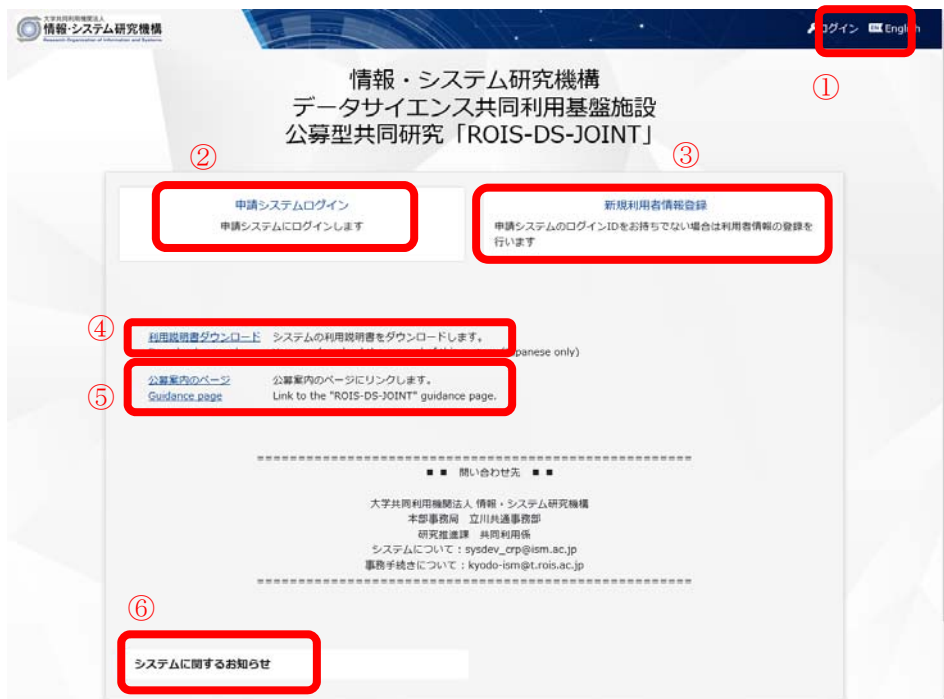 大学共同利用機関法人
情報・システム研究機構
Research Organization of Information and Systems
ログイン English
①
情報・システム研究機構
データサイエンス共同利用基盤施設
公募型共同研究「ROIS-DS-JOINT」
② ③
申請システムログイン
申請システムにログインします
新規利用者情報登録
申請システムのログインIDをお持ちでない場合は利用者情報の登録を
行います
④
利用説明書ダウンロード システムの利用説明書をダウンロードします。
panese only)
⑤
公募案内のページ 公募案内のページにリンクします。
Guidance page Link to the "ROIS-DS-JOINT" guidance page.
■ ■ 問い合わせ先 ■ ■
大学共同利用機関法人 情報・システム研究機構
本部事務局 立川共通事務部
研究推進課 共同利用係
システムについて：sysdev_crp@ism.ac.jp
事務手続きについて：kyodo-ism@t.rois.ac.jp
⑥
システムに関するお知らせ